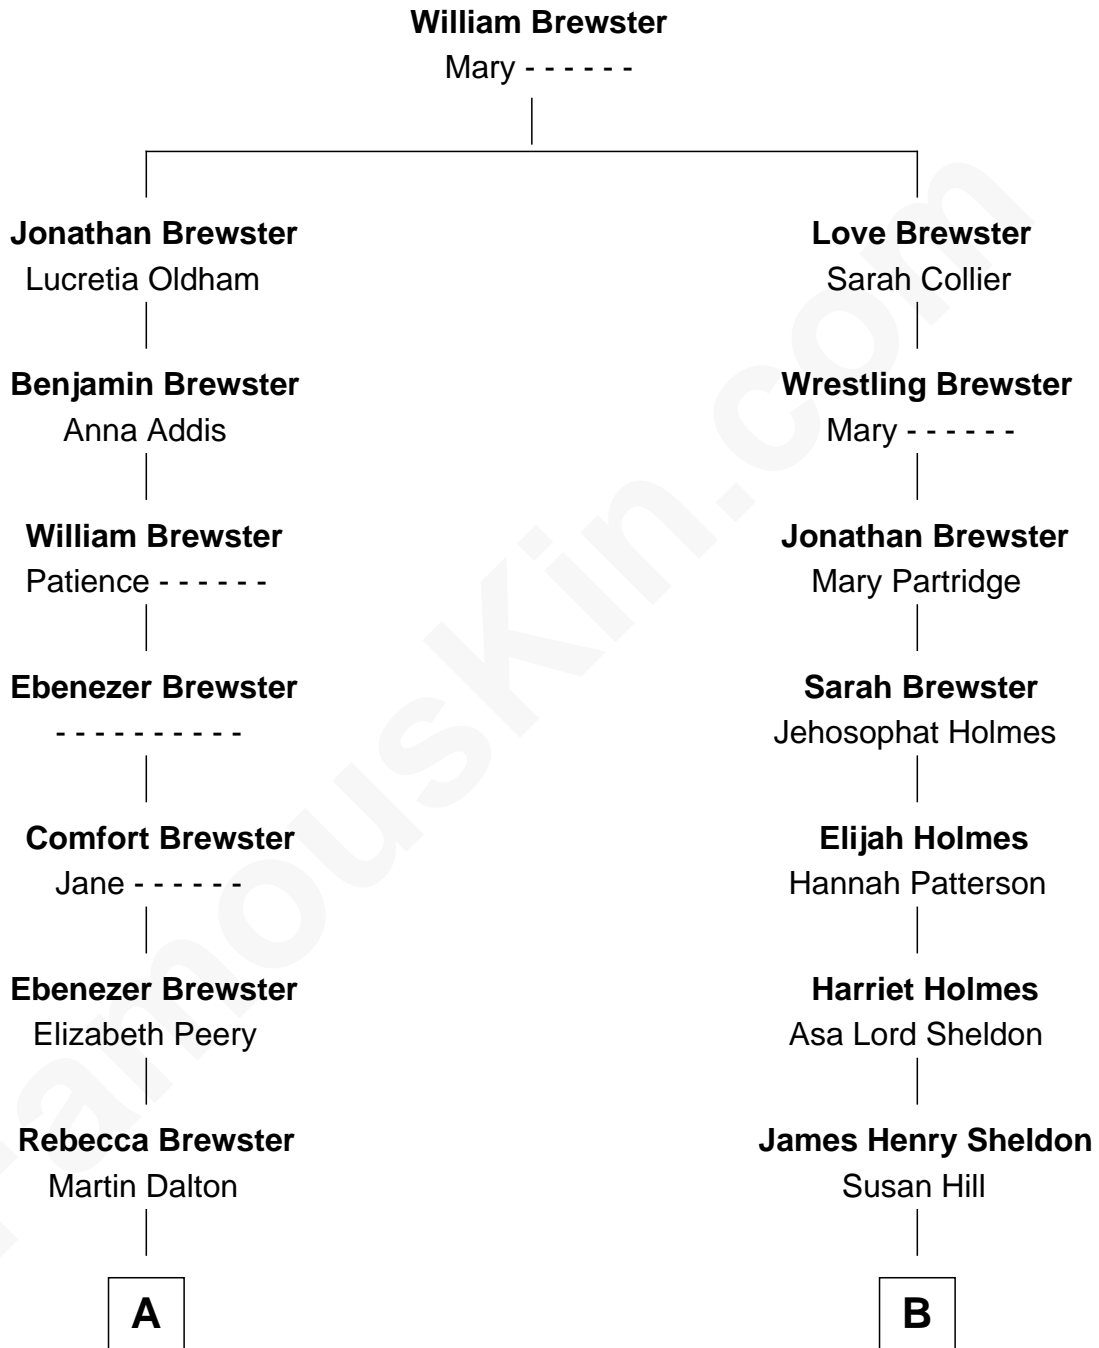 William Brewster
Mary - - - - - -
Jonathan Brewster
Lucretia Oldham
Love Brewster
Sarah Collier
Benjamin Brewster
Anna Addis
Wrestling Brewster
Mary - - - - - -
William Brewster
Patience - - - - - -
Jonathan Brewster
Mary Partridge
Ebenezer Brewster
- - - - - - - - - -
Sarah Brewster
Jehosophat Holmes
Comfort Brewster
Jane - - - - - -
Elijah Holmes
Hannah Patterson
Ebenezer Brewster
Elizabeth Peery
Harriet Holmes
Asa Lord Sheldon
Rebecca Brewster
Martin Dalton
James Henry Sheldon
Susan Hill
A
B
FamousKin.com